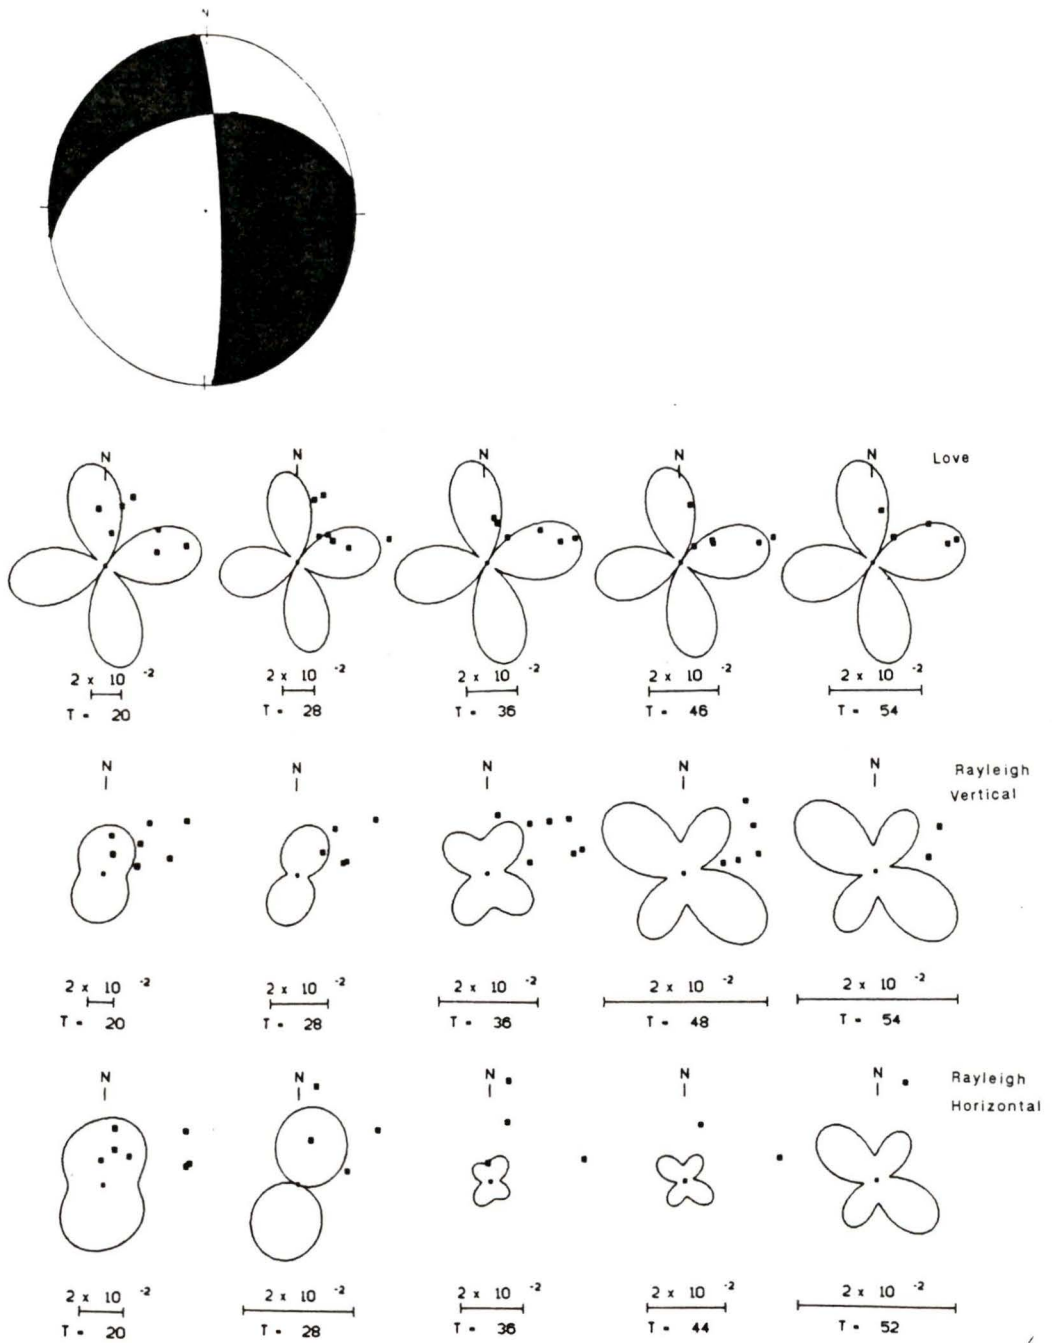 N
N N N N N Love
2 x 10 -2 2 x 10 -2 2 x 10 -2 2 x 10 -2 2 x 10 -2
T - 20 T - 28 T - 36 T - 46 T - 54
N N N N N Rayleigh
Vertical
2 x 10 -2 2 x 10 -2 2 x 10 -2 2 x 10 -2 2 x 10 -2
T - 20 T - 28 T - 36 T - 48 T - 54
N N N N N Rayleigh
Horizontal
2 x 10 -2 2 x 10 -2 2 x 10 -2 2 x 10 -2 2 x 10 -2
T - 20 T - 28 T - 36 T - 44 T - 52